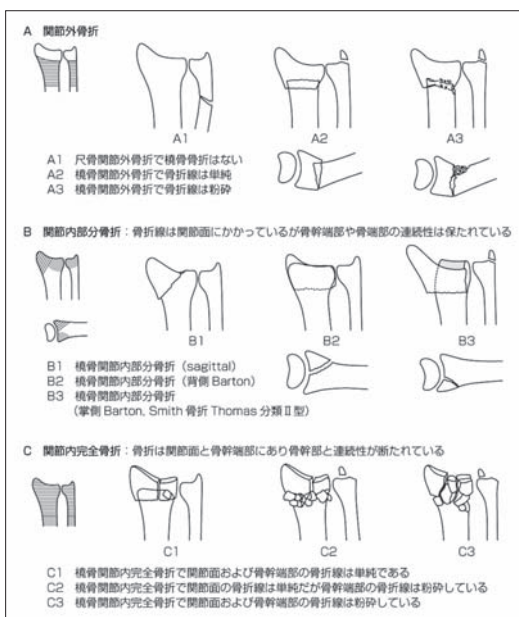 A 関節外骨折
A1
A2
A3
A1 尺骨関節外骨折で橈骨骨折はない
A2 橈骨関節外骨折で骨折線は単純
A3 橈骨関節外骨折で骨折線は粉砕
B 関節内部分骨折：骨折線は関節面にかかっているが骨幹端部や骨端部の連続性は保たれている
B1
B2
B3
B1 橈骨関節内部分骨折（sagittal）
B2 橈骨関節内部分骨折（背側 Barton）
B3 橈骨関節内部分骨折
（掌側 Barton, Smith 骨折 Thomas 分類Ⅱ型）
C 関節内完全骨折：骨折は関節面と骨幹端部にあり骨幹部と連続性が断たれている
C1
C2
C3
C1 橈骨関節内完全骨折で関節面および骨幹端部の骨折線は単純である
C2 橈骨関節内完全骨折で関節面の骨折線は単純だが骨幹端部の骨折線は粉砕している
C3 橈骨関節内完全骨折で関節面および骨幹端部の骨折線は粉砕している